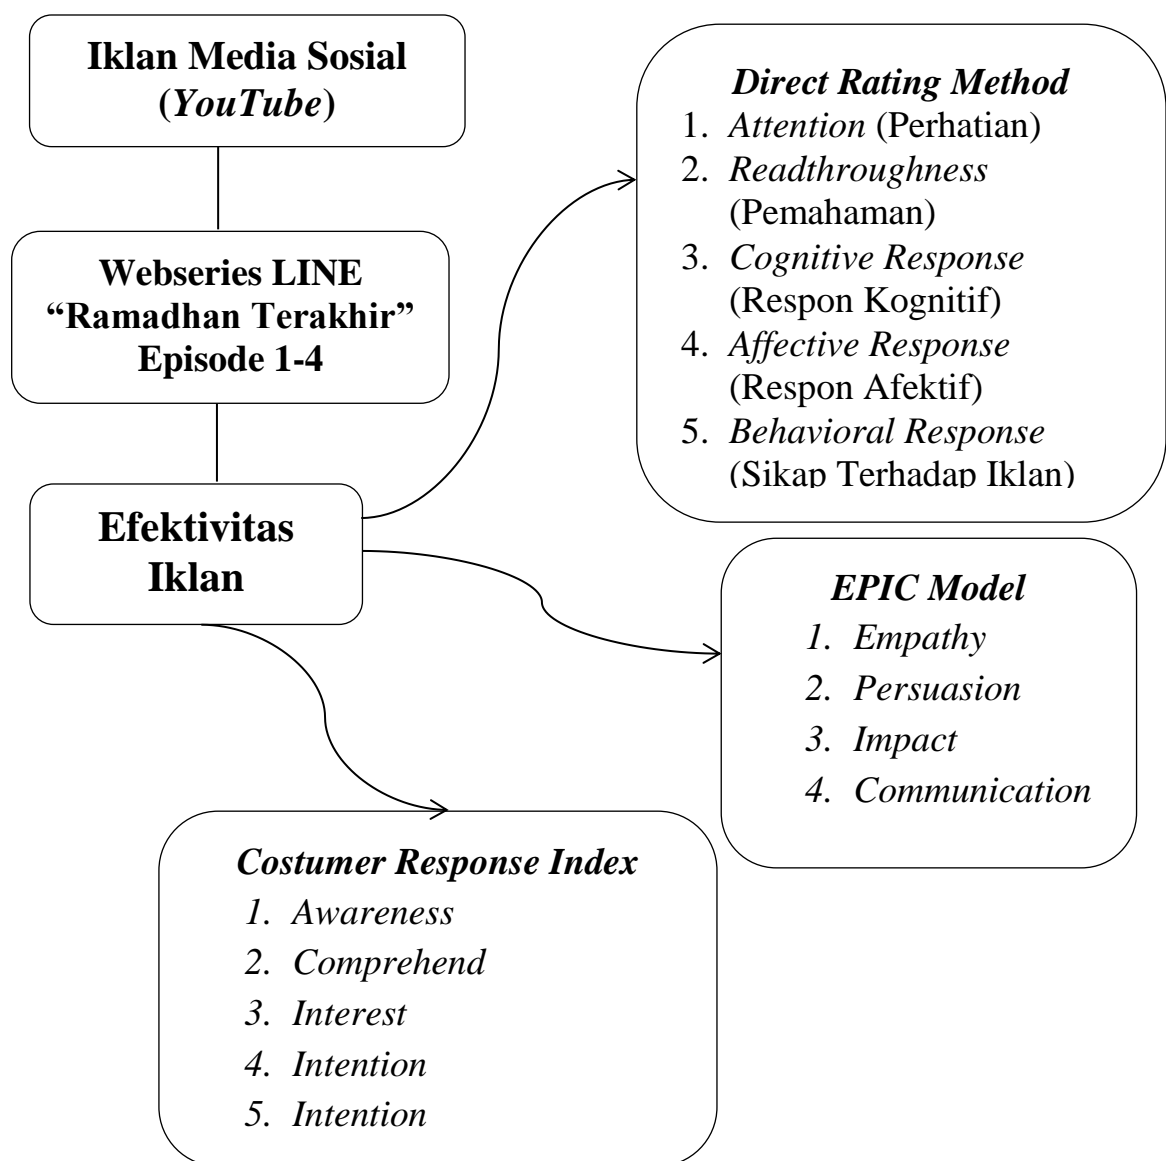 Iklan Media Sosial
(YouTube)
Webseries LINE
“Ramadhan Terakhir”
Episode 1-4
Efektivitas
Iklan
Direct Rating Method
1. Attention (Perhatian)
2. Readthroughness
(Pemahaman)
3. Cognitive Response
(Respon Kognitif)
4. Affective Response
(Respon Afektif)
5. Behavioral Response
(Sikap Terhadap Iklan)
EPIC Model
1. Empathy
2. Persuasion
3. Impact
4. Communication
Costumer Response Index
1. Awareness
2. Comprehend
3. Interest
4. Intention
5. Intention